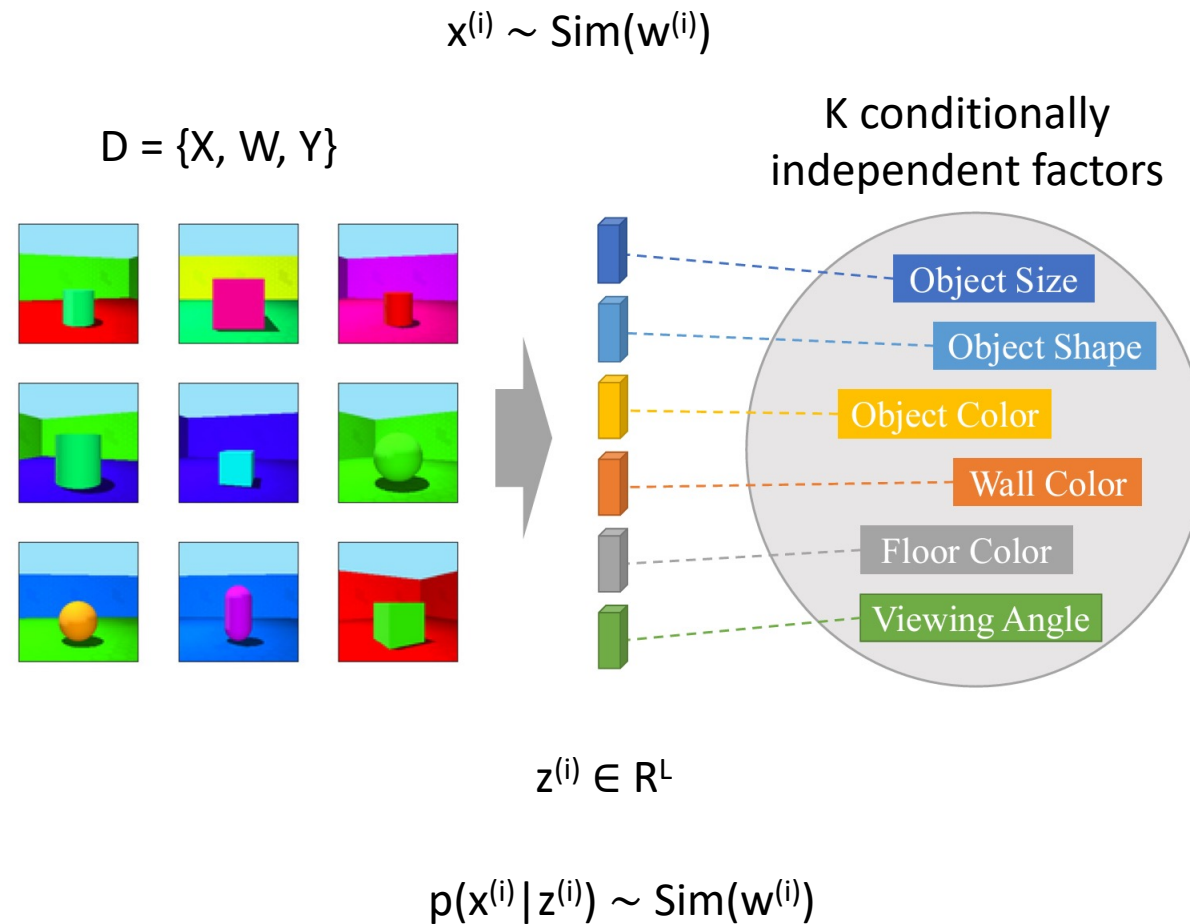 x⁽ⁱ⁾ ~ Sim(w⁽ⁱ⁾)
D = {X, W, Y}
K conditionally
independent factors
Object Size
Object Shape
Object Color
Wall Color
Floor Color
Viewing Angle
z⁽ⁱ⁾ ∈ Rᴸ
p(x⁽ⁱ⁾|z⁽ⁱ⁾) ~ Sim(w⁽ⁱ⁾)